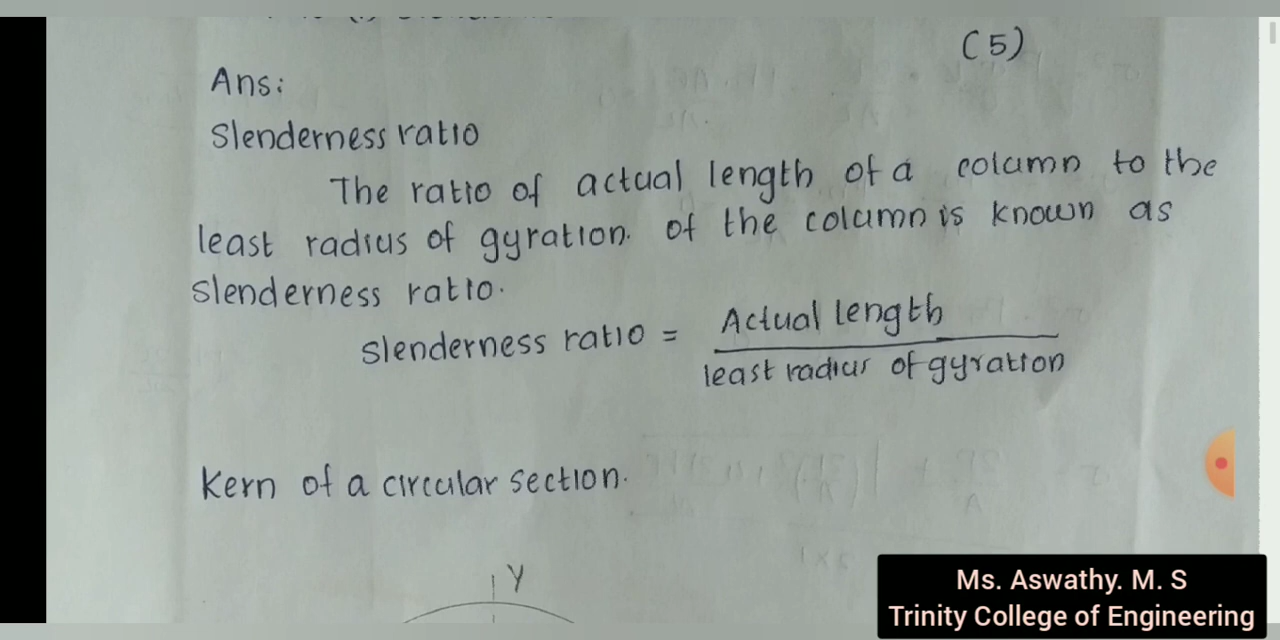 (5)
Ans:
Slenderness ratio
The ratio of actual length of a column to the
least radius of gyration. of the column is known as
slenderness ratio.
slenderness ratio = Actual length
least radius of gyration
Kern of a circular section.
Y
Ms. Aswathy. M. S
Trinity College of Engineering